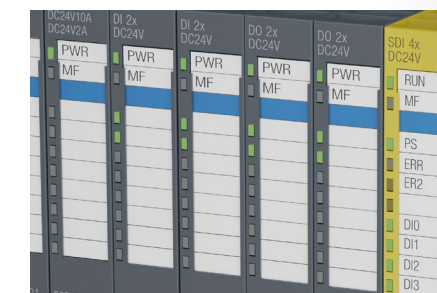 DC24V10A
DC24V2A
PWR
MF
DI 2x
DC24V
PWR
MF
DI 2x
DC24V
PWR
MF
DO 2x
DC24V
PWR
MF
DO 2x
DC24V
PWR
MF
SDI 4x
DC24V
RUN
MF
PS
ERR
ER2
DI0
DI1
DI2
DI3